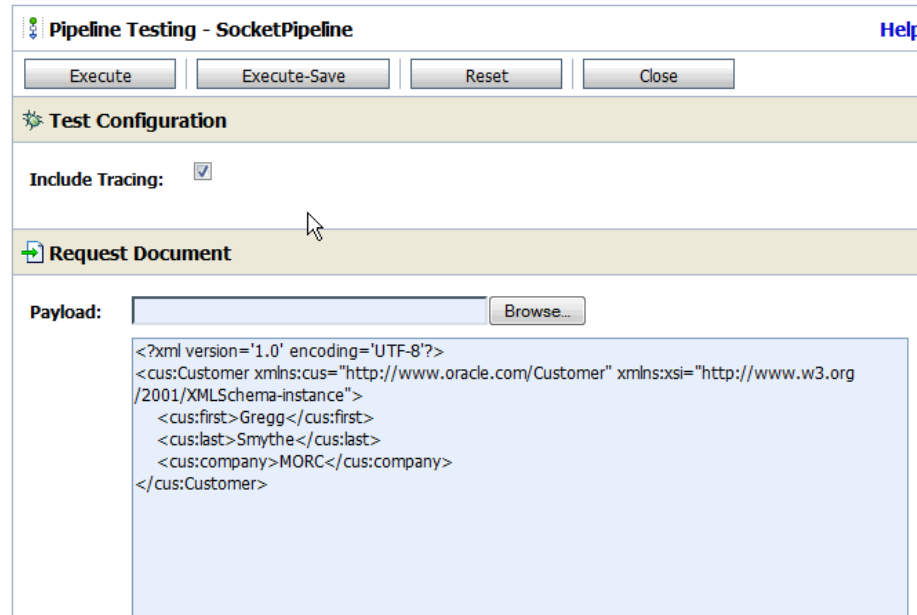 Pipeline Testing - SocketPipeline Help
Execute Execute-Save Reset Close
Test Configuration
Include Tracing:
Request Document
Payload: Browse...
<?xml version='1.0' encoding='UTF-8'?>
<cus:Customer xmlns:cus="http://www.oracle.com/Customer" xmlns:xsi="http://www.w3.org
/2001/XMLSchema-instance">
<cus:first>Gregg</cus:first>
<cus:last>Smythe</cus:last>
<cus:company>MORC</cus:company>
</cus:Customer>